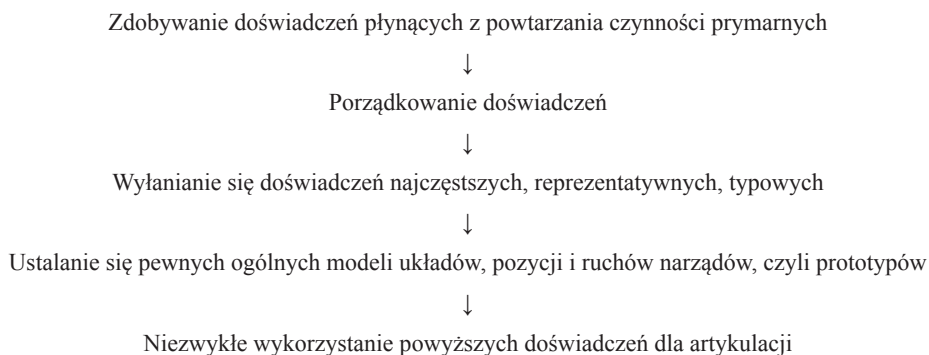 Zdobywanie doświadczeń płynących z powtarzania czynności prymarnych
↓
Porządkowanie doświadczeń
↓
Wyłanianie się doświadczeń najczęstszych, reprezentatywnych, typowych
↓
Ustalanie się pewnych ogólnych modeli układów, pozycji i ruchów narządów, czyli prototypów
↓
Niezwykłe wykorzystanie powyższych doświadczeń dla artykulacji